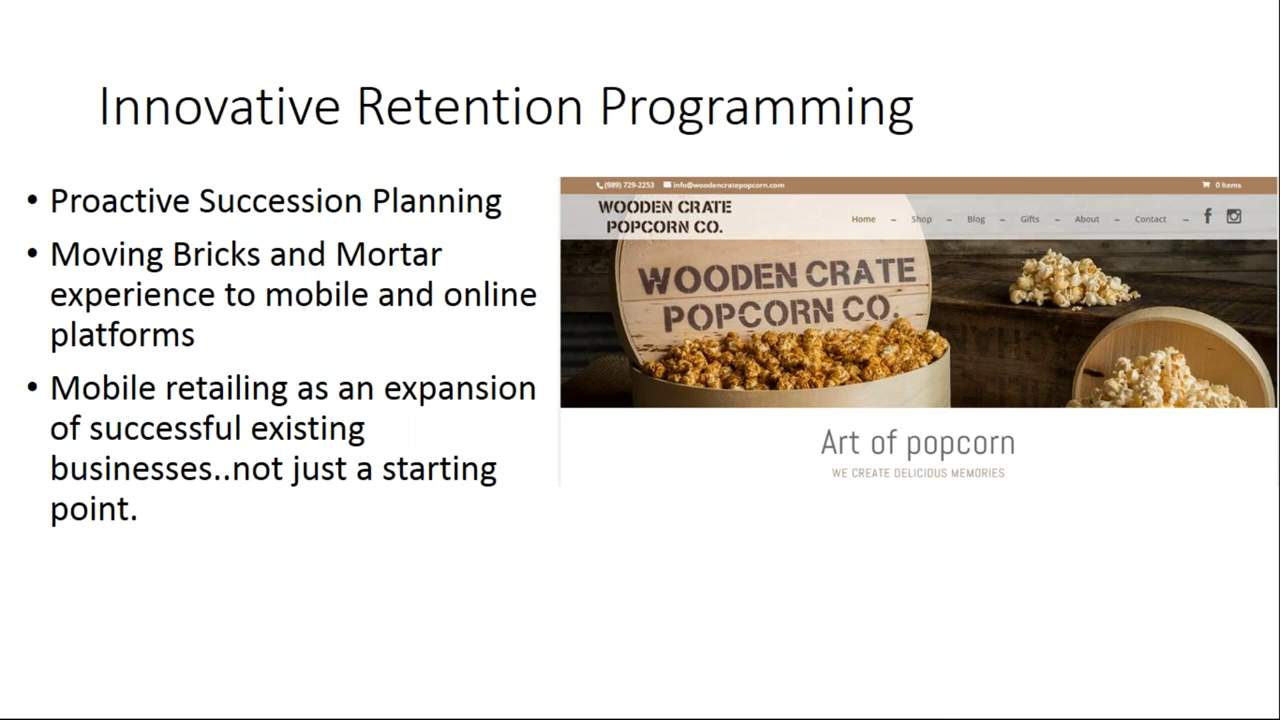 Innovative Retention Programming
• Proactive Succession Planning
• Moving Bricks and Mortar
experience to mobile and online
platforms
• Mobile retailing as an expansion
of successful existing
businesses..not just a starting
point.
(989) 729-2253 info@woodencratepopcorn.com 0 Items
WOODEN CRATE
POPCORN CO.
Home – Shop – Blog – Gifts – About – Contact –
WOODEN CRATE
POPCORN CO.
Art of popcorn
WE CREATE DELICIOUS MEMORIES